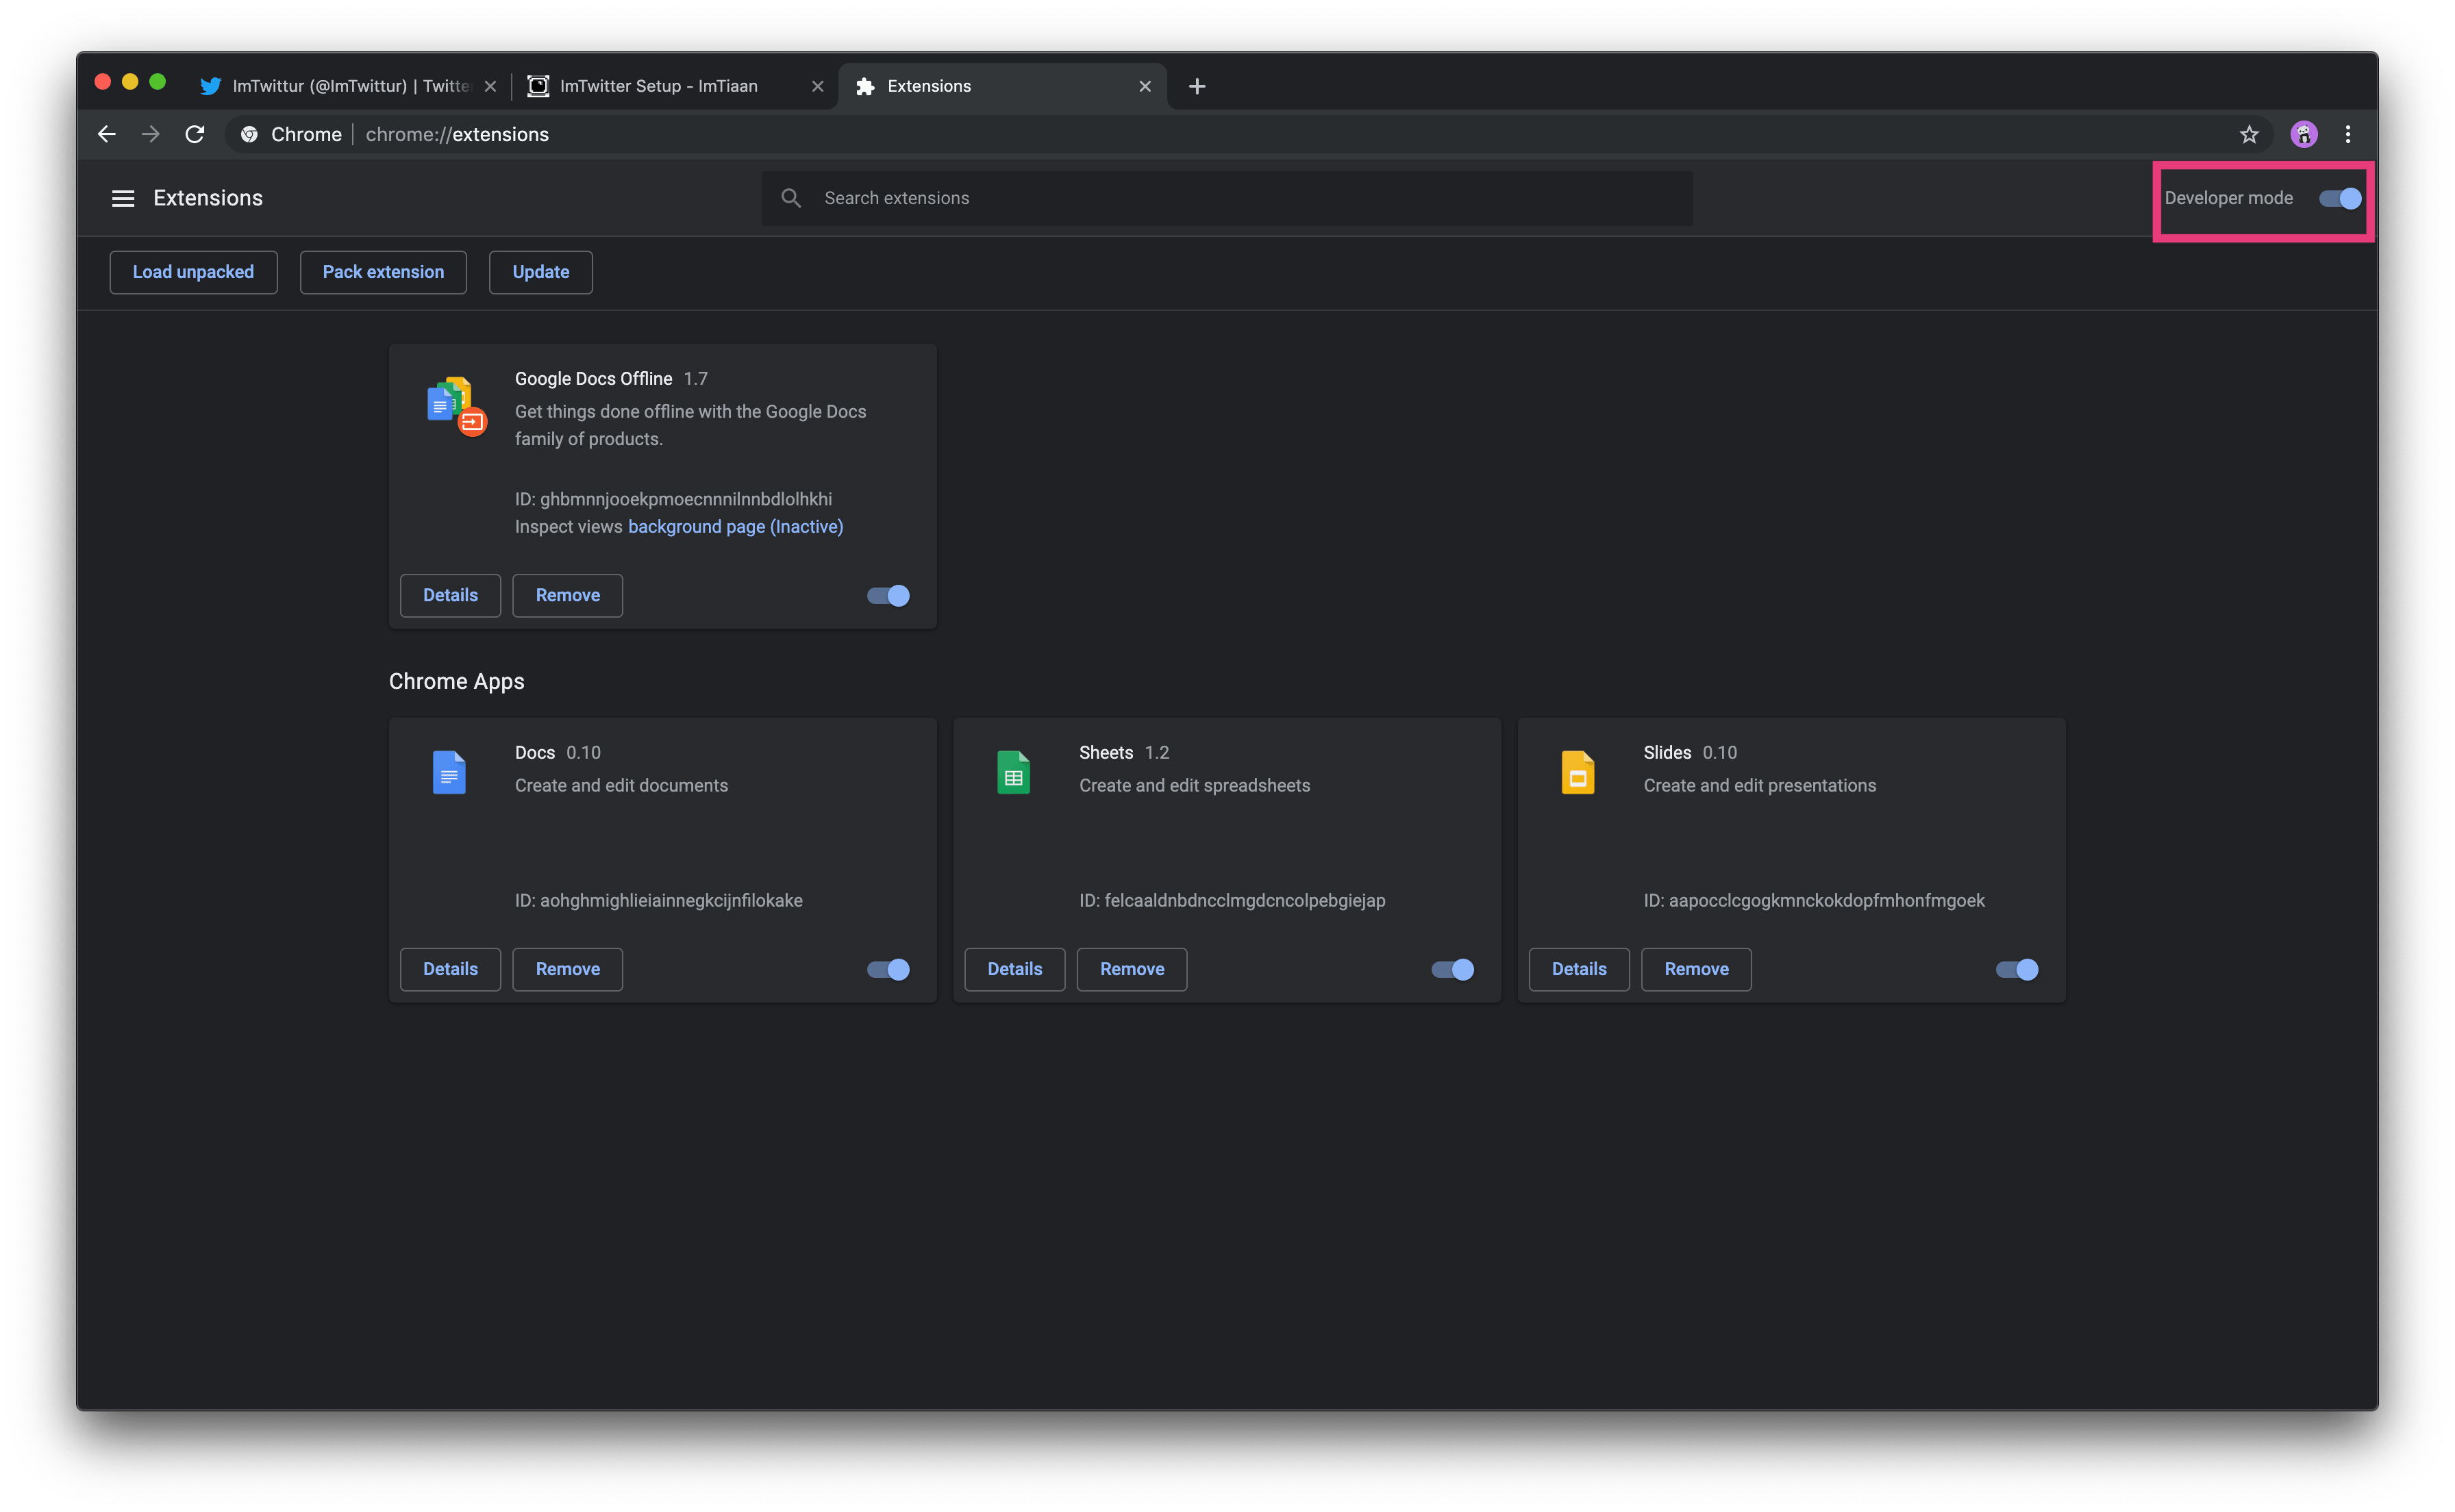 ImTwittur (@ImTwittur) | Twitte
ImTwitter Setup - ImTiaan
Extensions
Chrome
chrome://extensions
Extensions
Search extensions
Developer mode
Load unpacked
Pack extension
Update
Google Docs Offline 1.7
Get things done offline with the Google Docs
family of products.
ID: ghbmnnjooekpmoecnnnilnnbdlolhkhi
Inspect views background page (Inactive)
Details
Remove
Chrome Apps
Docs 0.10
Create and edit documents
ID: aohghmighlieiainnegkcijnfilokake
Details
Remove
Sheets 1.2
Create and edit spreadsheets
ID: felcaaldnbdncclmgdcncolpebgiejap
Details
Remove
Slides 0.10
Create and edit presentations
ID: aapocclcgogkmnckokdopfmhonfmgoek
Details
Remove